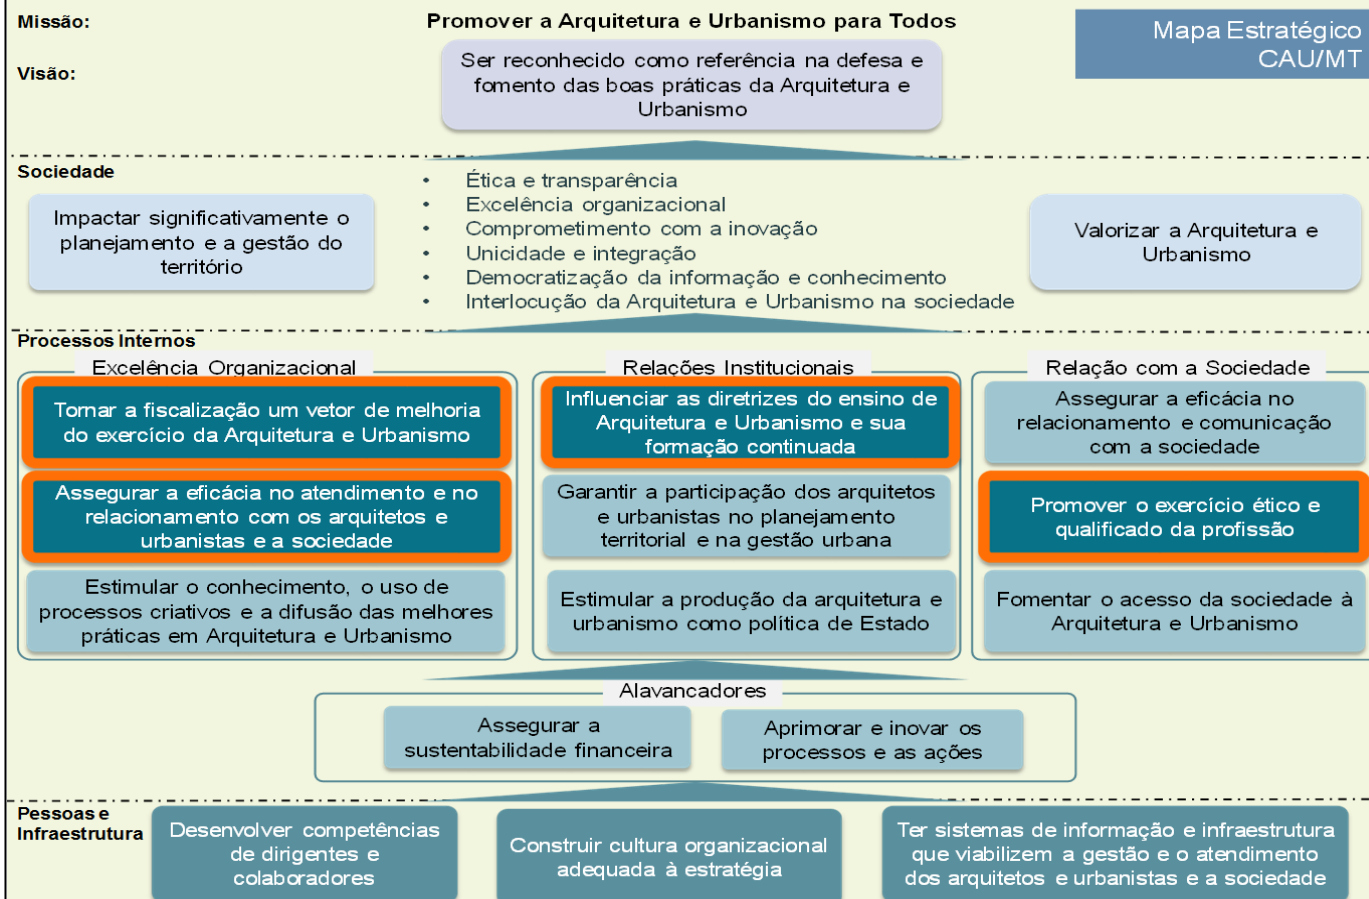 Missão:
Promover a Arquitetura e Urbanismo para Todos
Mapa Estratégico
CAU/MT
Visão:
Ser reconhecido como referência na defesa e
fomento das boas práticas da Arquitetura e
Urbanismo
Sociedade
Impactar significativamente o
planejamento e a gestão do
território
• Ética e transparência
• Excelência organizacional
• Comprometimento com a inovação
• Unicidade e integração
• Democratização da informação e conhecimento
• Interlocução da Arquitetura e Urbanismo na sociedade
Valorizar a Arquitetura e
Urbanismo
Processos Internos
Excelência Organizacional
Tornar a fiscalização um vetor de melhoria
do exercício da Arquitetura e Urbanismo
Assegurar a eficácia no atendimento e no
relacionamento com os arquitetos e
urbanistas e a sociedade
Estimular o conhecimento, o uso de
processos criativos e a difusão das melhores
práticas em Arquitetura e Urbanismo
Relações Institucionais
Influenciar as diretrizes do ensino de
Arquitetura e Urbanismo e sua
formação continuada
Garantir a participação dos arquitetos
e urbanistas no planejamento
territorial e na gestão urbana
Estimular a produção da arquitetura e
urbanismo como política de Estado
Relação com a Sociedade
Assegurar a eficácia no
relacionamento e comunicação
com a sociedade
Promover o exercício ético e
qualificado da profissão
Fomentar o acesso da sociedade à
Arquitetura e Urbanismo
Alavancadores
Assegurar a
sustentabilidade financeira
Aprimorar e inovar os
processos e as ações
Pessoas e
Infraestrutura
Desenvolver competências
de dirigentes e
colaboradores
Construir cultura organizacional
adequada à estratégia
Ter sistemas de informação e infraestrutura
que viabilizem a gestão e o atendimento
dos arquitetos e urbanistas e a sociedade